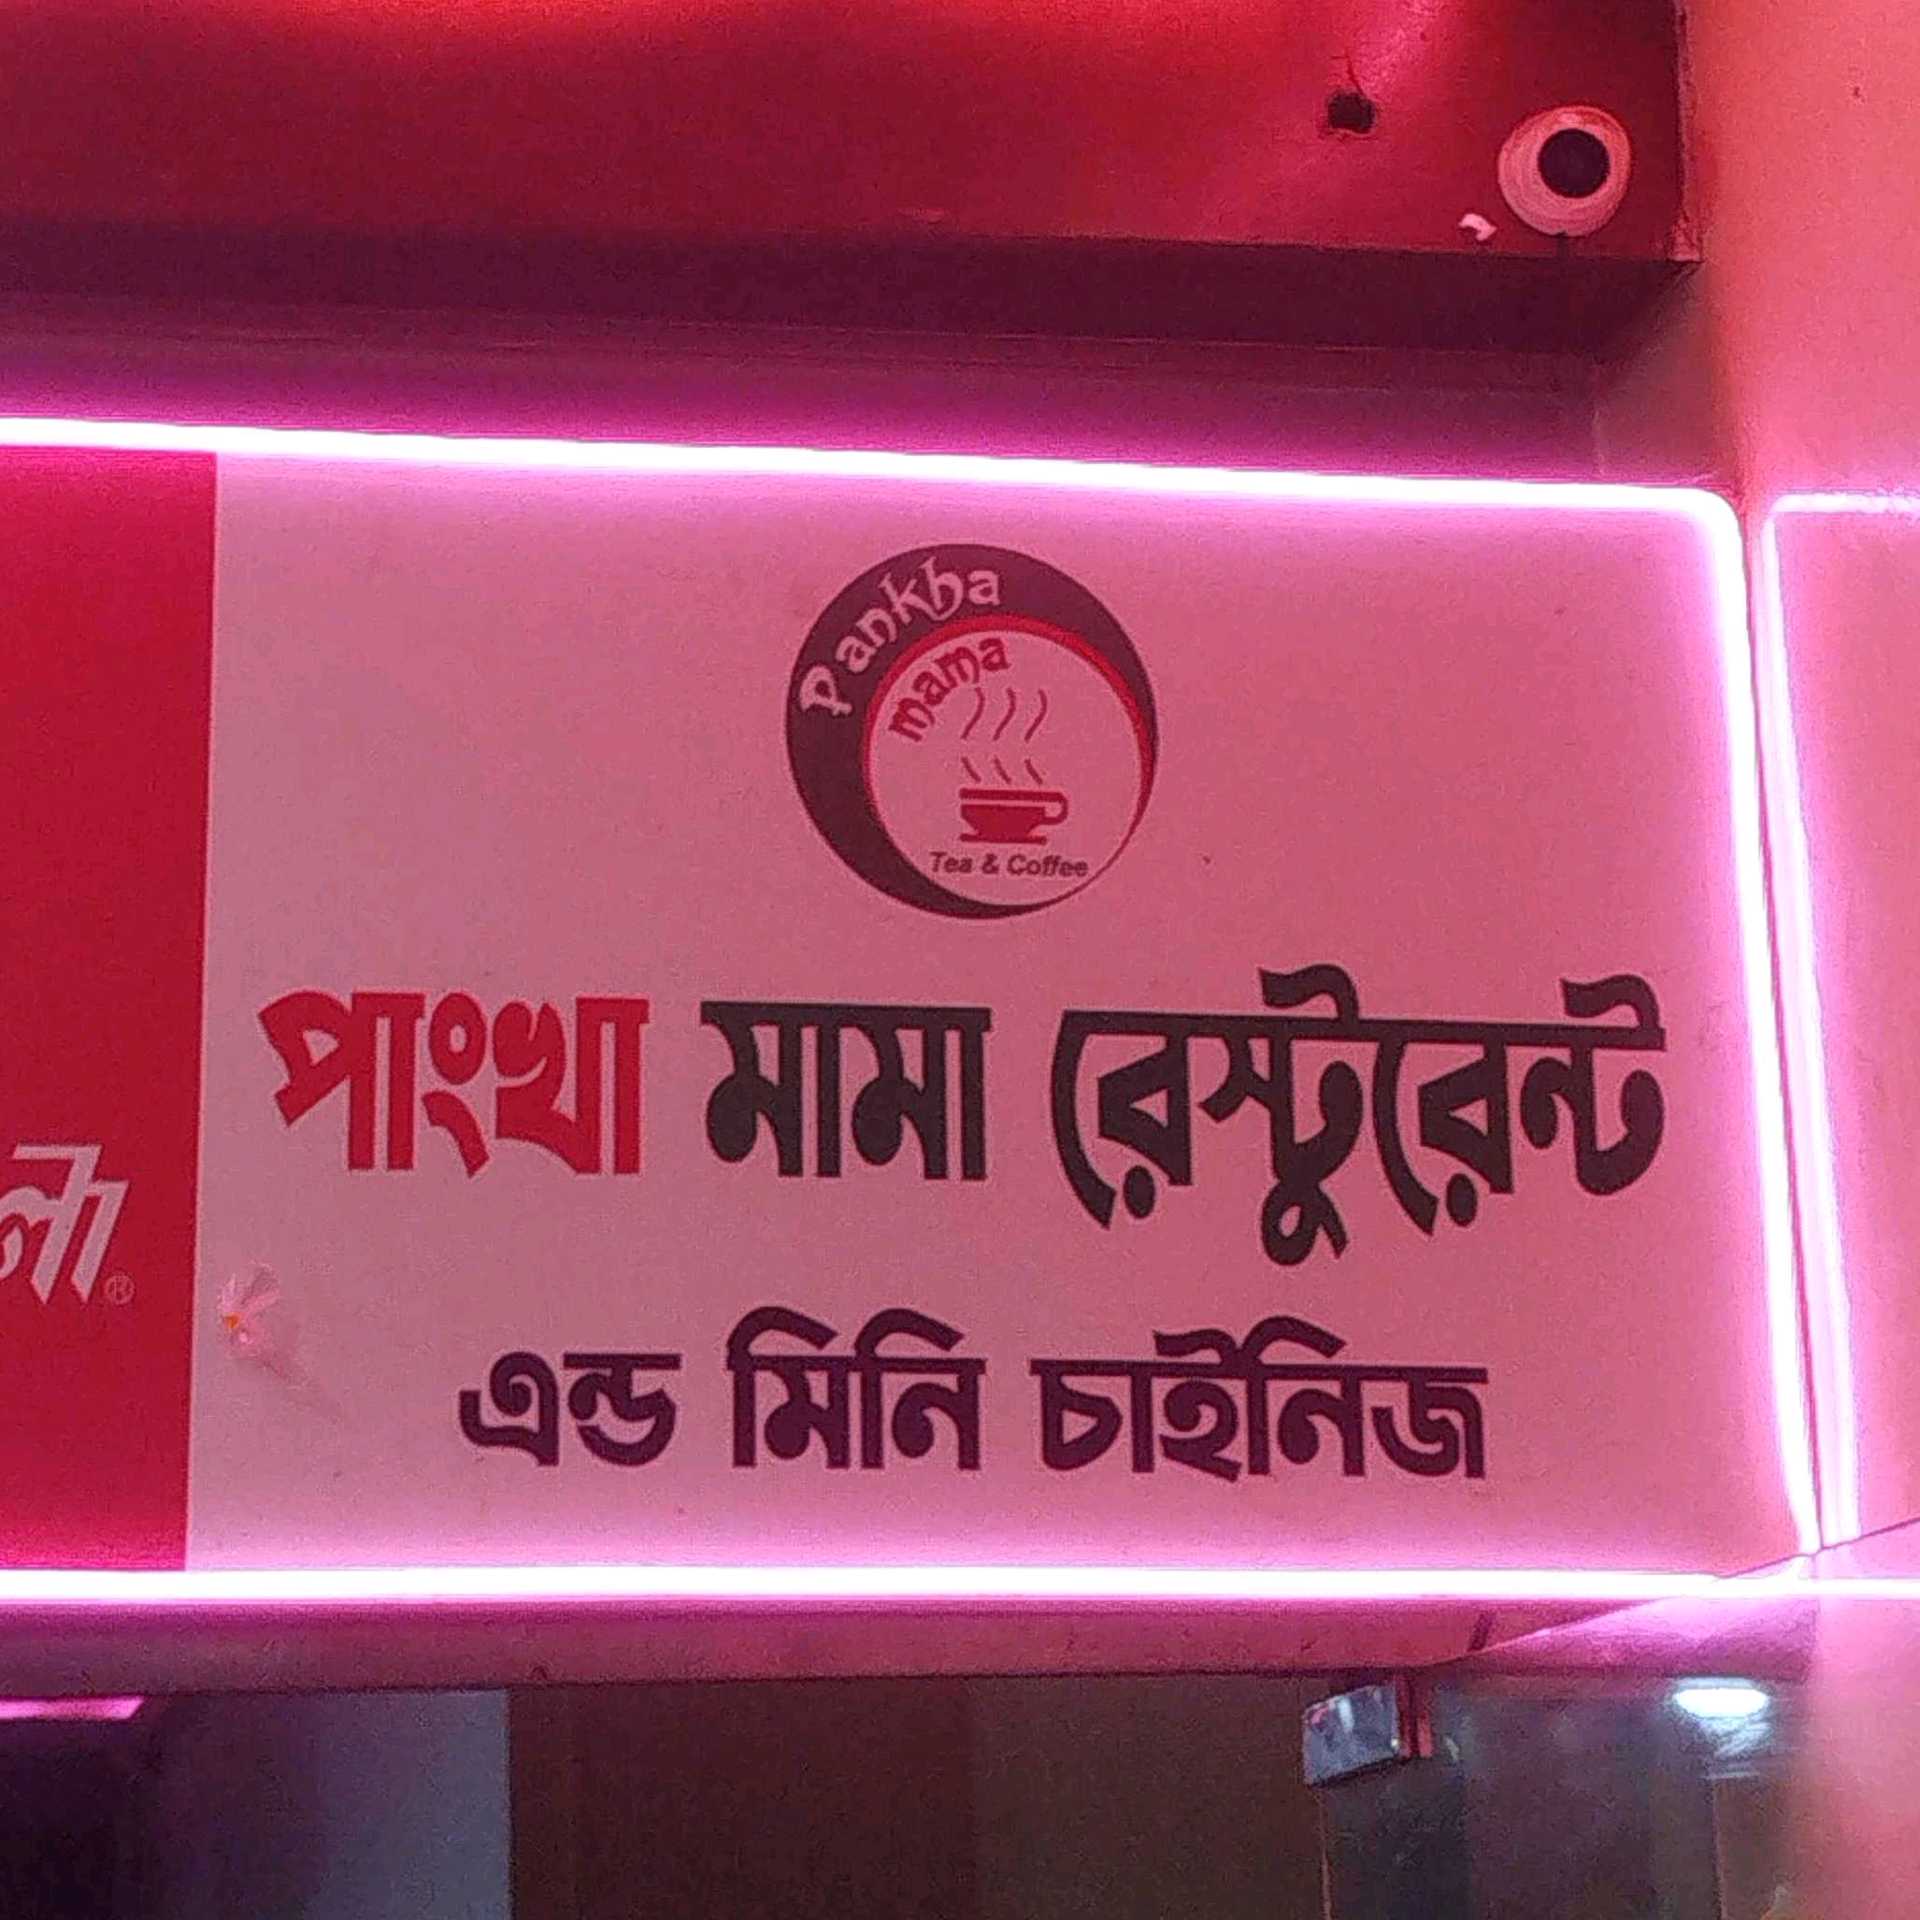 Pankha
mama
Tea & Coffee
পাংখা মামা রেস্টুরেন্ট
এন্ড মিনি চাইনিজ